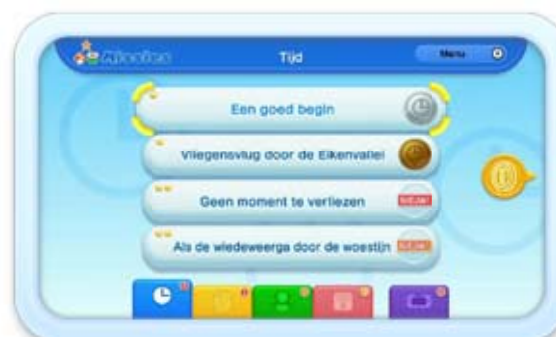 Missies
Tijd
Menu
Een goed begin
Vliegensvlug door de Eikenvallei
Geen moment te verliezen
Als de wiedeweerga door de woestijn